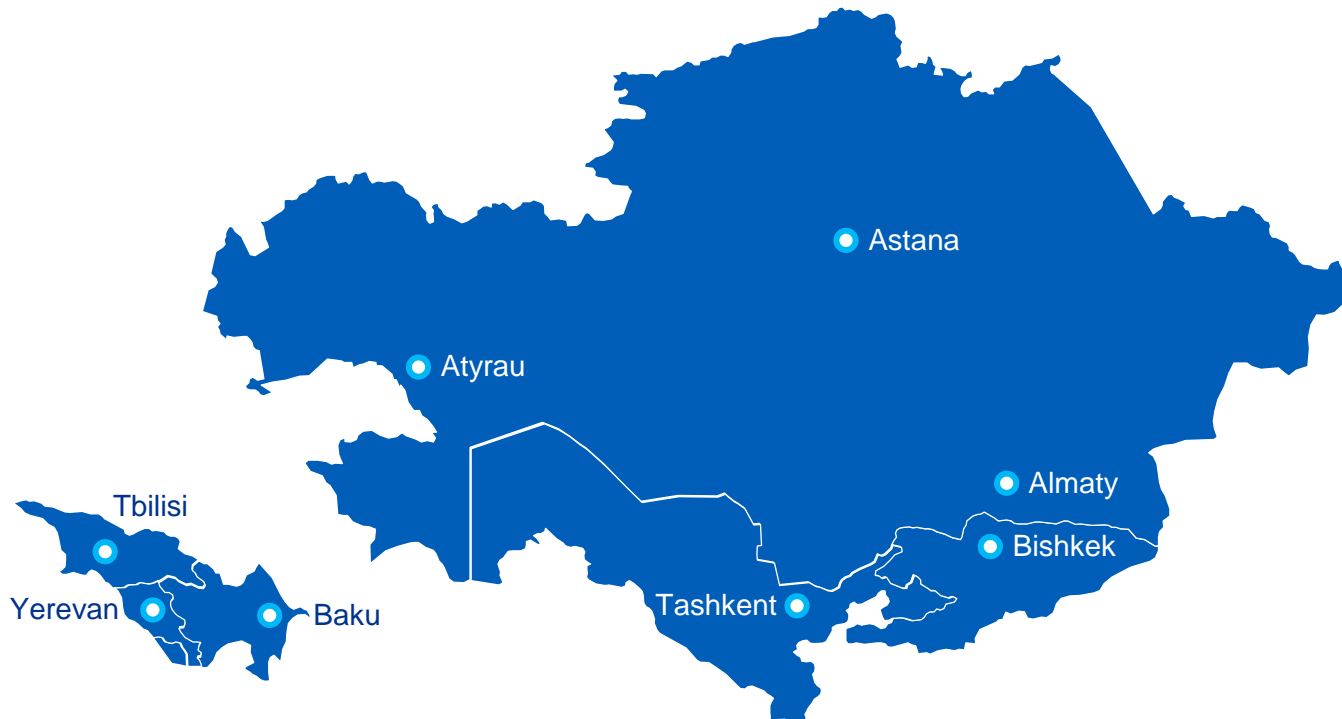 Astana
Atyrau
Almaty
Tbilisi
Bishkek
Tashkent
Yerevan
Baku